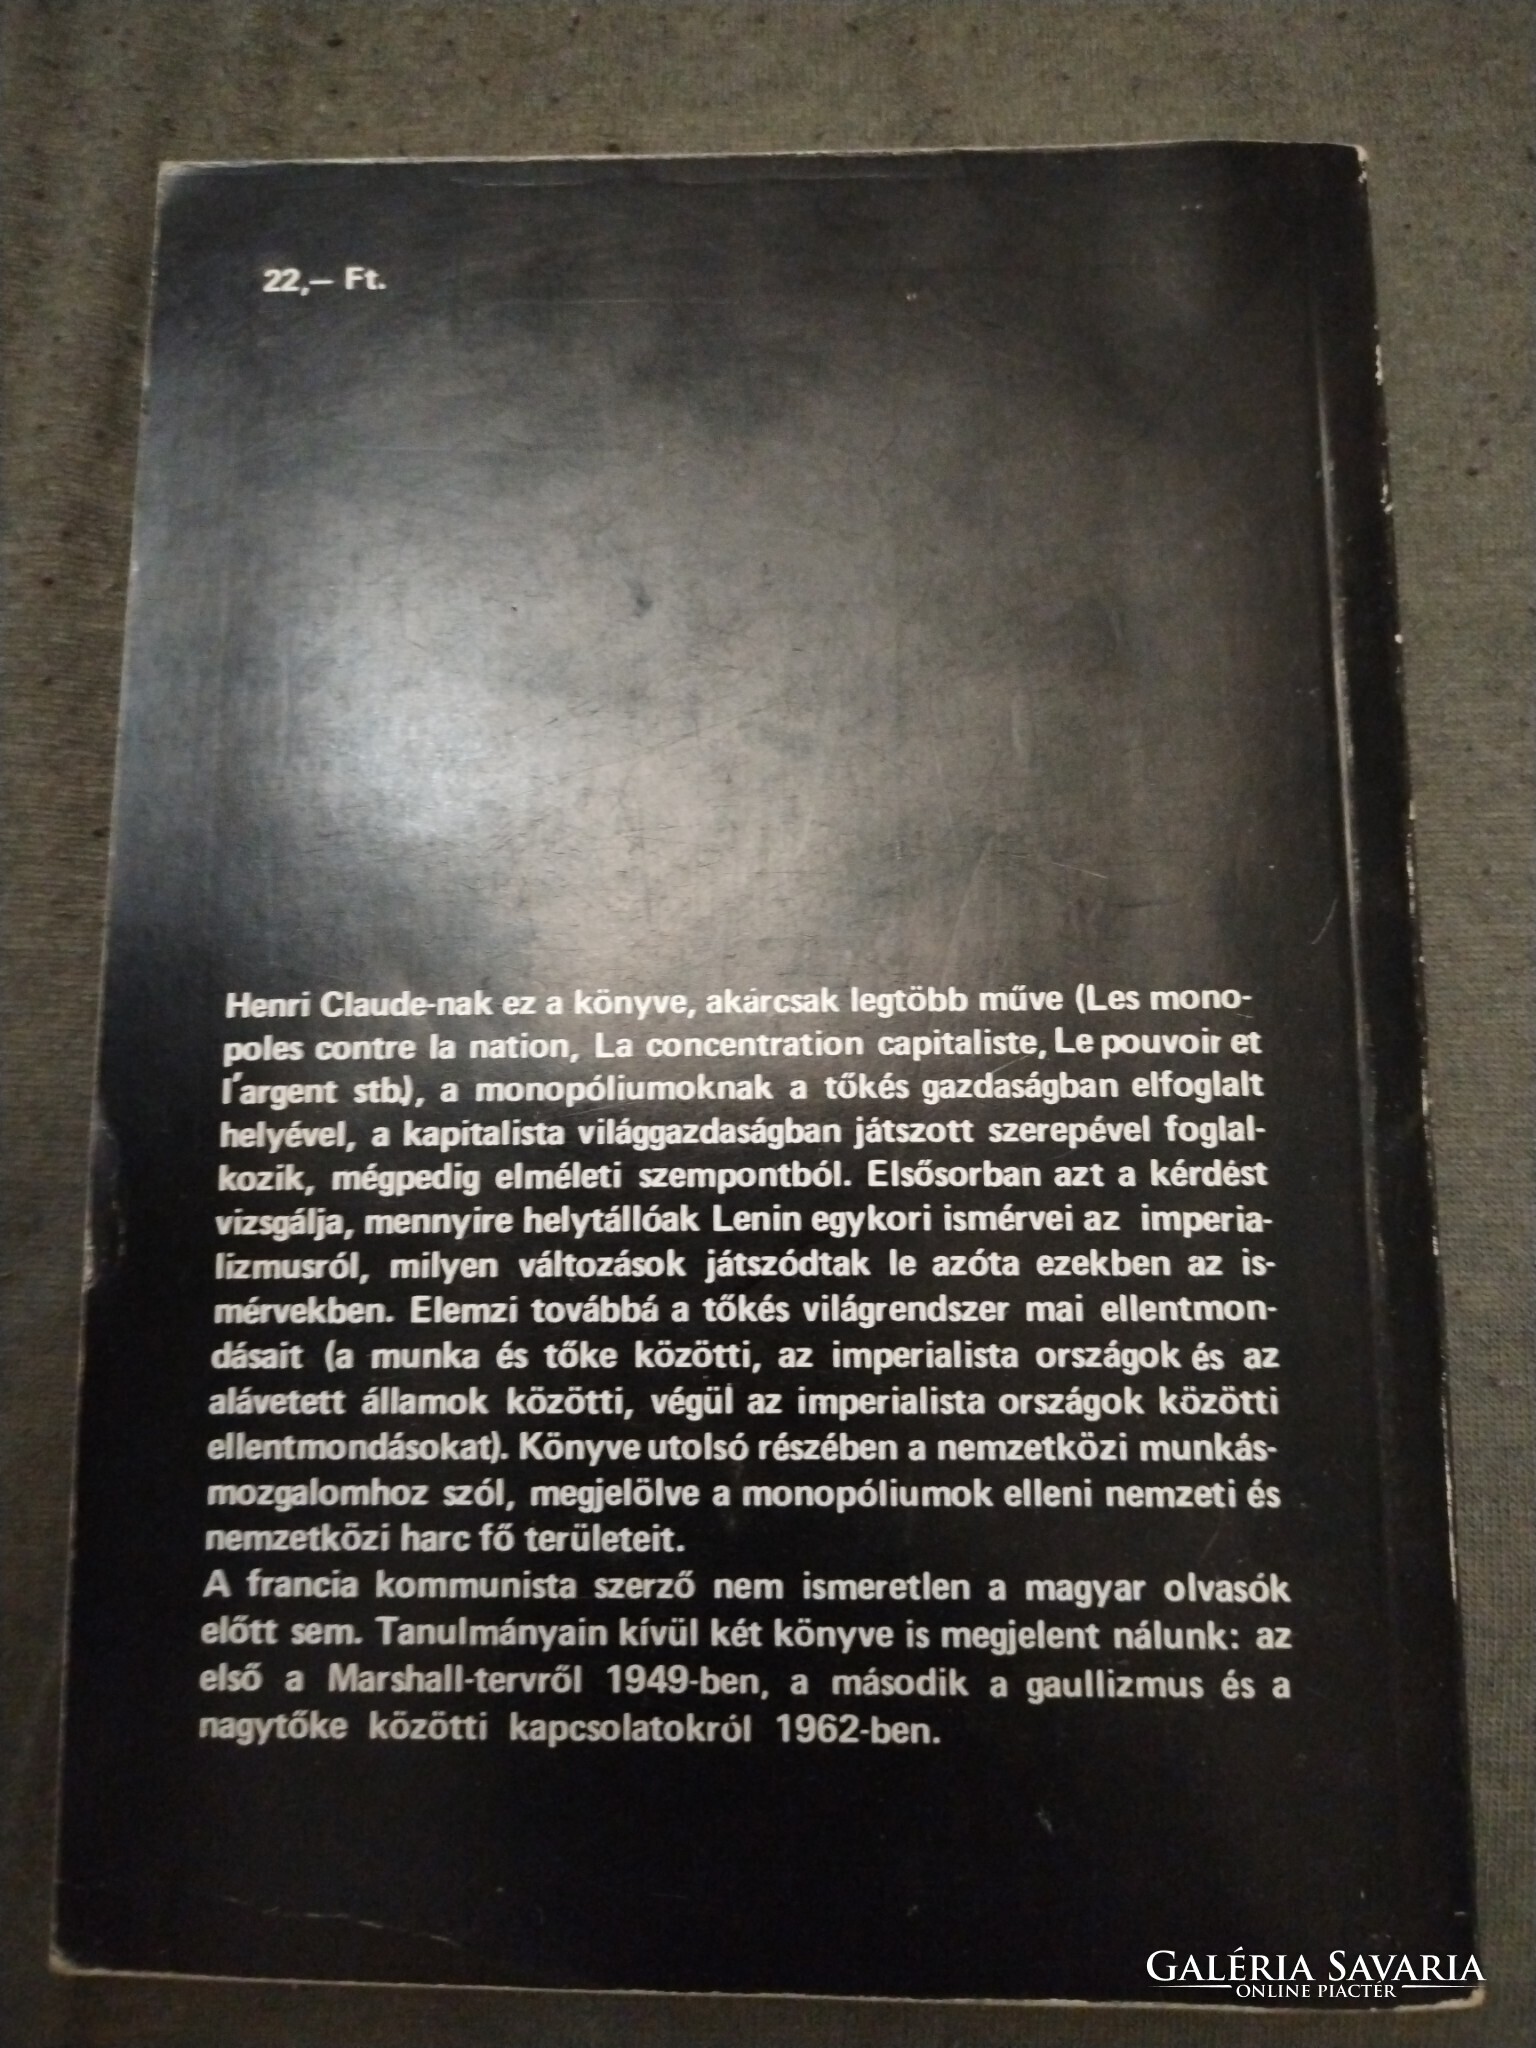 22,— Ft.
Henri Claude-nak ez a könyve, akárcsak legtöbb műve (Les mono-
poles contre la nation, La concentration capitaliste, Le pouvoir et
l'argent stb.), a monopóliumoknak a tőkés gazdaságban elfoglalt
helyével, a kapitalista világgazdaságban játszott szerepével foglal-
kozik, mégpedig elméleti szempontból. Elsősorban azt a kérdést
vizsgálja, mennyire helytállóak Lenin egykori ismérvei az imperia-
lizmusról, milyen változások játszódtak le azóta ezekben az is-
mérvekben. Elemzi továbbá a tőkés világrendszer mai ellentmon-
dásait (a munka és tőke közötti, az imperialista országok és az
alávetett államok közötti, végül az imperialista országok közötti
ellentmondásokat). Könyve utolsó részében a nemzetközi munkás-
mozgalomhoz szól, megjelölve a monopóliumok elleni nemzeti és
nemzetközi harc fő területeit.
A francia kommunista szerző nem ismeretlen a magyar olvasók
előtt sem. Tanulmányain kívül két könyve is megjelent nálunk: az
első a Marshall-tervről 1949-ben, a második a gaullizmus és a
nagytőke közötti kapcsolatokról 1962-ben.
GALÉRIA SAVARIA
ONLINE PIACTÉR